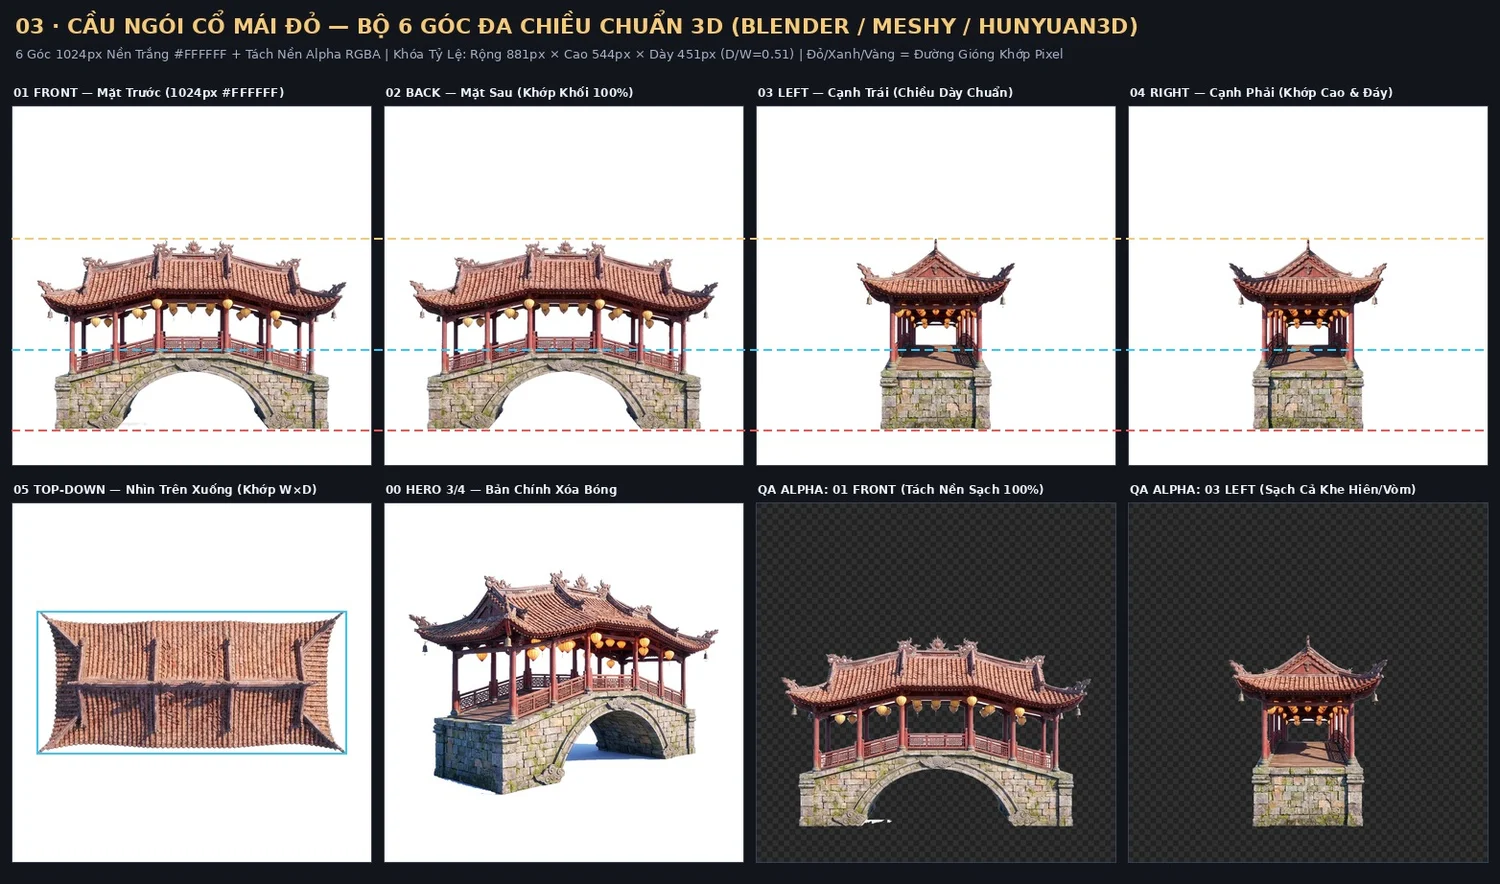 03 · CẦU NGÓI CỔ MÁI ĐỎ — BỘ 6 GÓC ĐA CHIỀU CHUẨN 3D (BLENDER / MESHY / HUNYUAN3D)
6 Góc 1024px Nền Trắng #FFFFFF + Tách Nền Alpha RGBA | Khóa Tỷ Lệ: Rộng 881px × Cao 544px × Dày 451px (D/W=0.51) | Đỏ/Xanh/Vàng = Đường Gióng Khớp Pixel
01 FRONT — Mặt Trước (1024px #FFFFFF)
02 BACK — Mặt Sau (Khớp Khối 100%)
03 LEFT — Cạnh Trái (Chiều Dày Chuẩn)
04 RIGHT — Cạnh Phải (Khớp Cao & Đáy)
05 TOP-DOWN — Nhìn Trên Xuống (Khớp W×D)
00 HERO 3/4 — Bản Chính Xóa Bóng
QA ALPHA: 01 FRONT (Tách Nền Sạch 100%)
QA ALPHA: 03 LEFT (Sạch Cả Khe Hiên/Vòm)